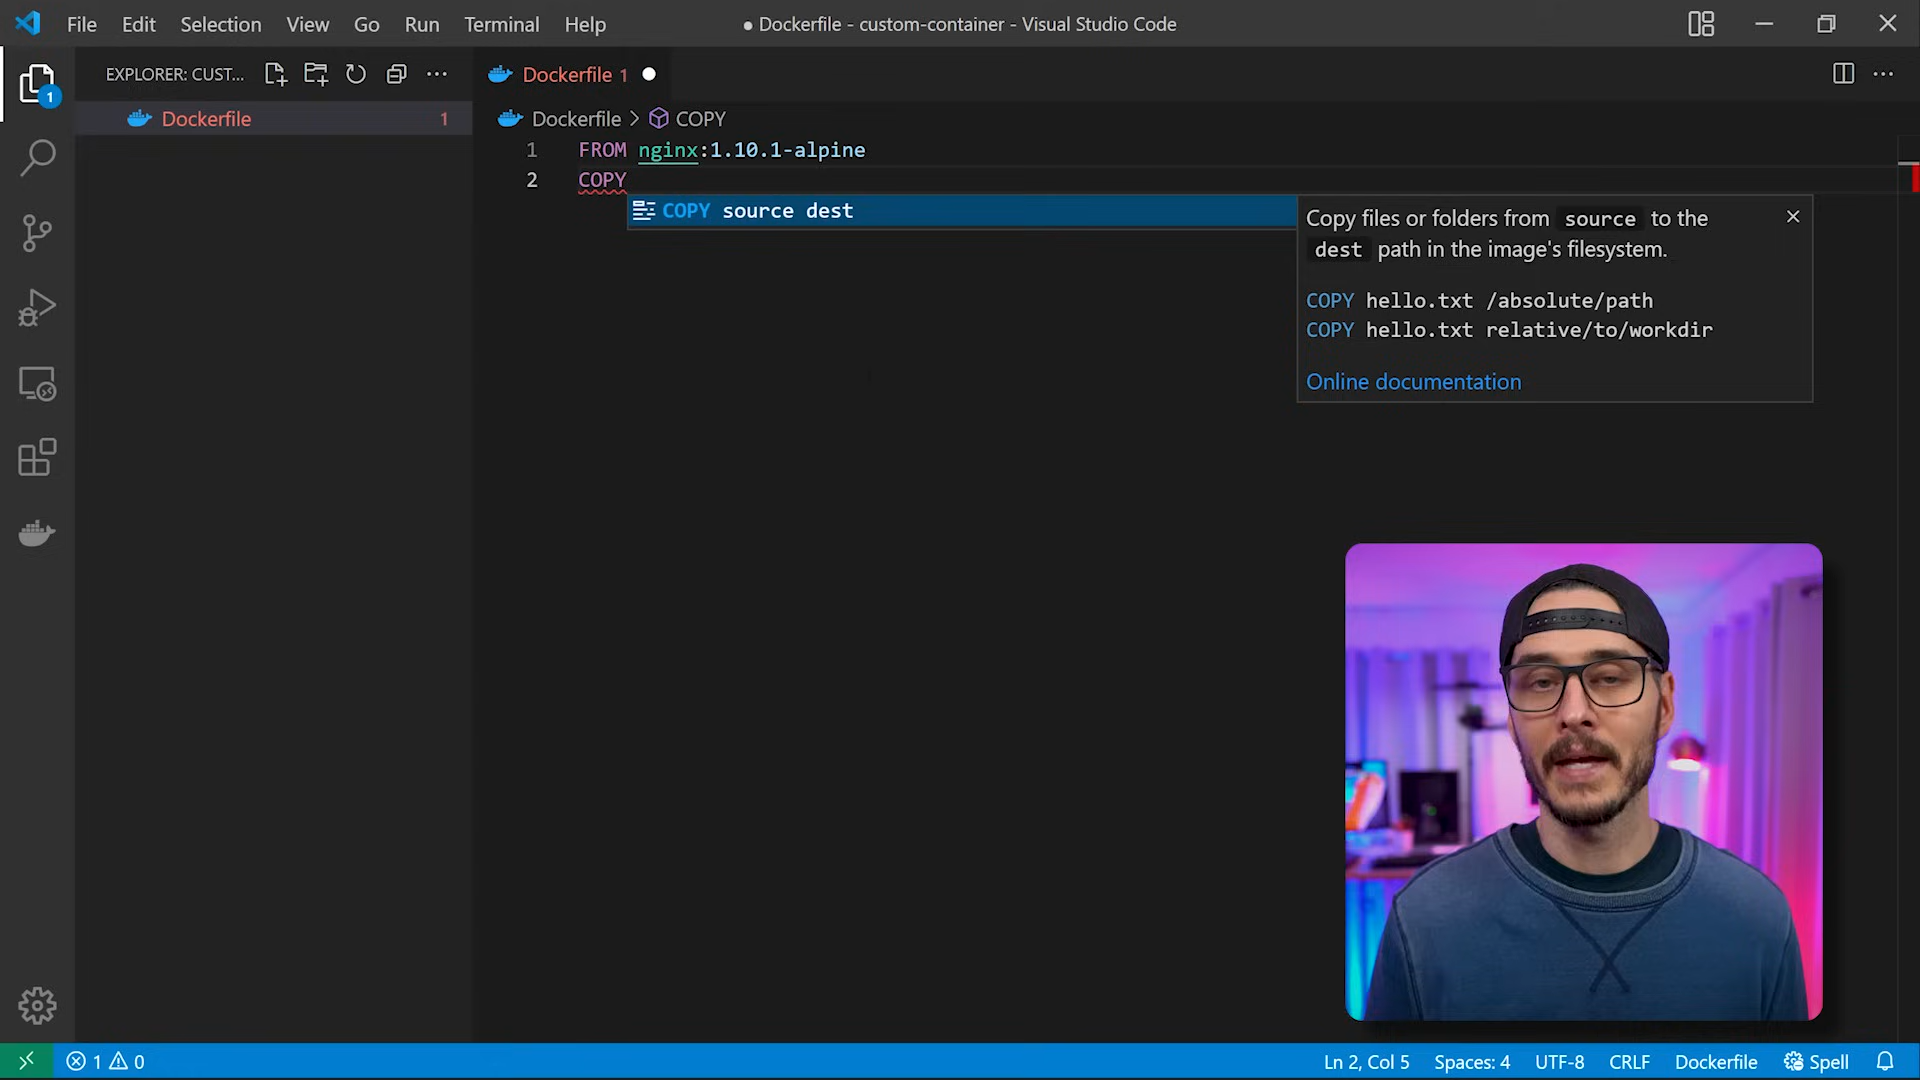 File Edit Selection View Go Run Terminal Help
● Dockerfile - custom-container - Visual Studio Code
EXPLORER: CUST...
Dockerfile 1
1
Dockerfile 1
Dockerfile > COPY
1 FROM nginx:1.10.1-alpine
2 COPY
COPY source dest
Copy files or folders from source to the
dest path in the image's filesystem.
COPY hello.txt /absolute/path
COPY hello.txt relative/to/workdir
Online documentation
1 0
Ln 2, Col 5 Spaces: 4 UTF-8 CRLF Dockerfile Spell